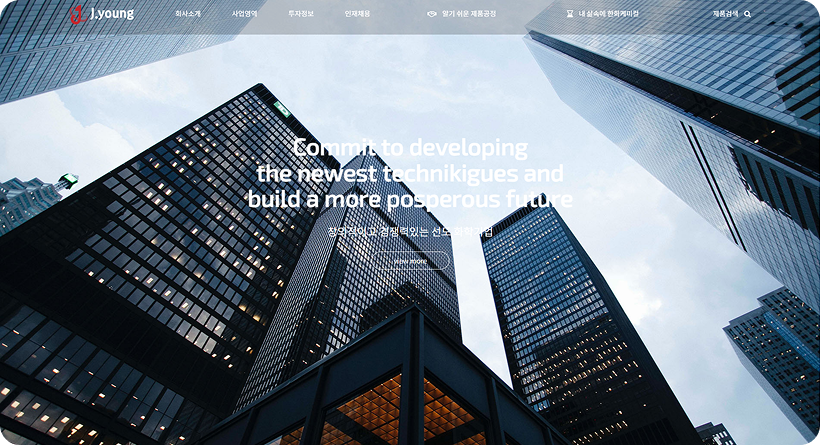 j.young
회사소개 사업영역 투자정보 인재채용 알기 쉬운 제품공정 내 삶속에 한화케미칼 제품검색
Commit to developing
the newest technikigues and
build a more posperous future
창의적이고 경쟁력있는 선도화학기업
view more